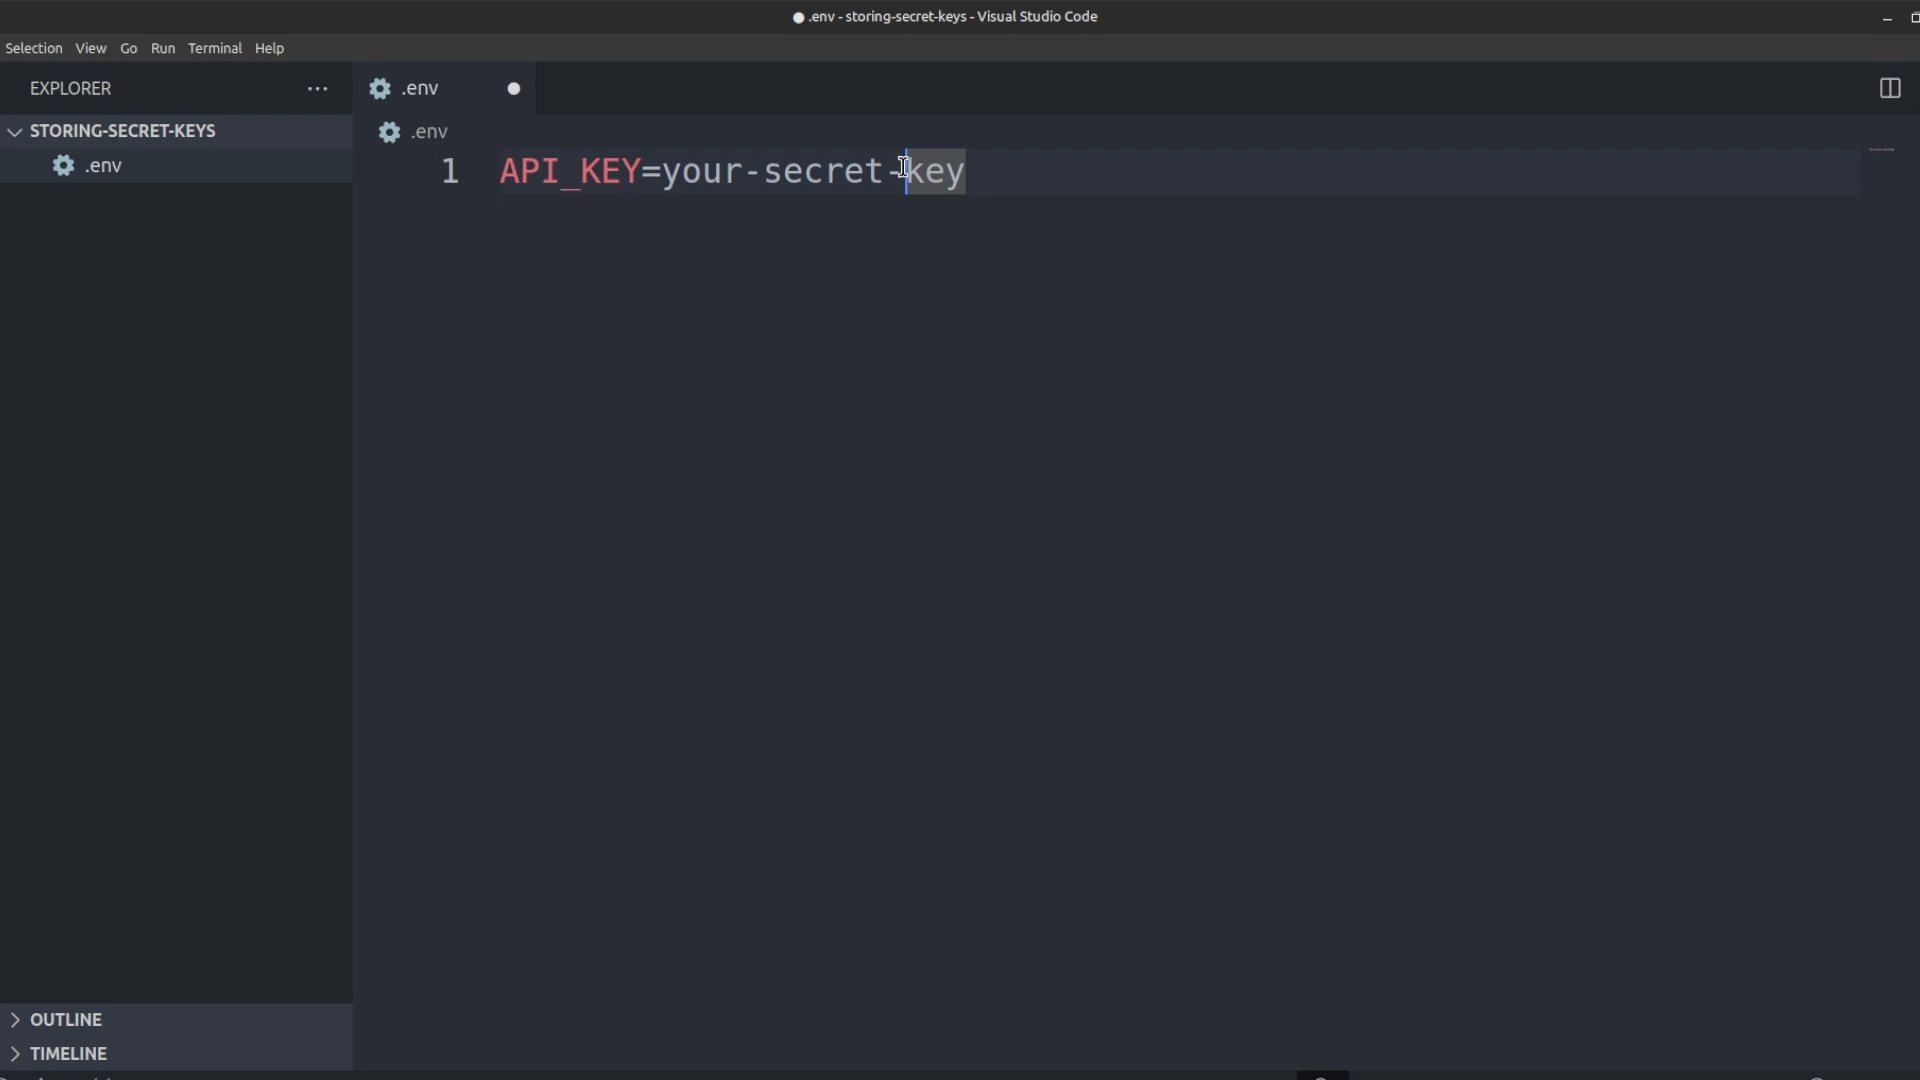 .env - storing-secret-keys - Visual Studio Code
Selection View Go Run Terminal Help
EXPLORER
.env
STORING-SECRET-KEYS
.env
.env
1 API_KEY=your-secret-key
OUTLINE
TIMELINE